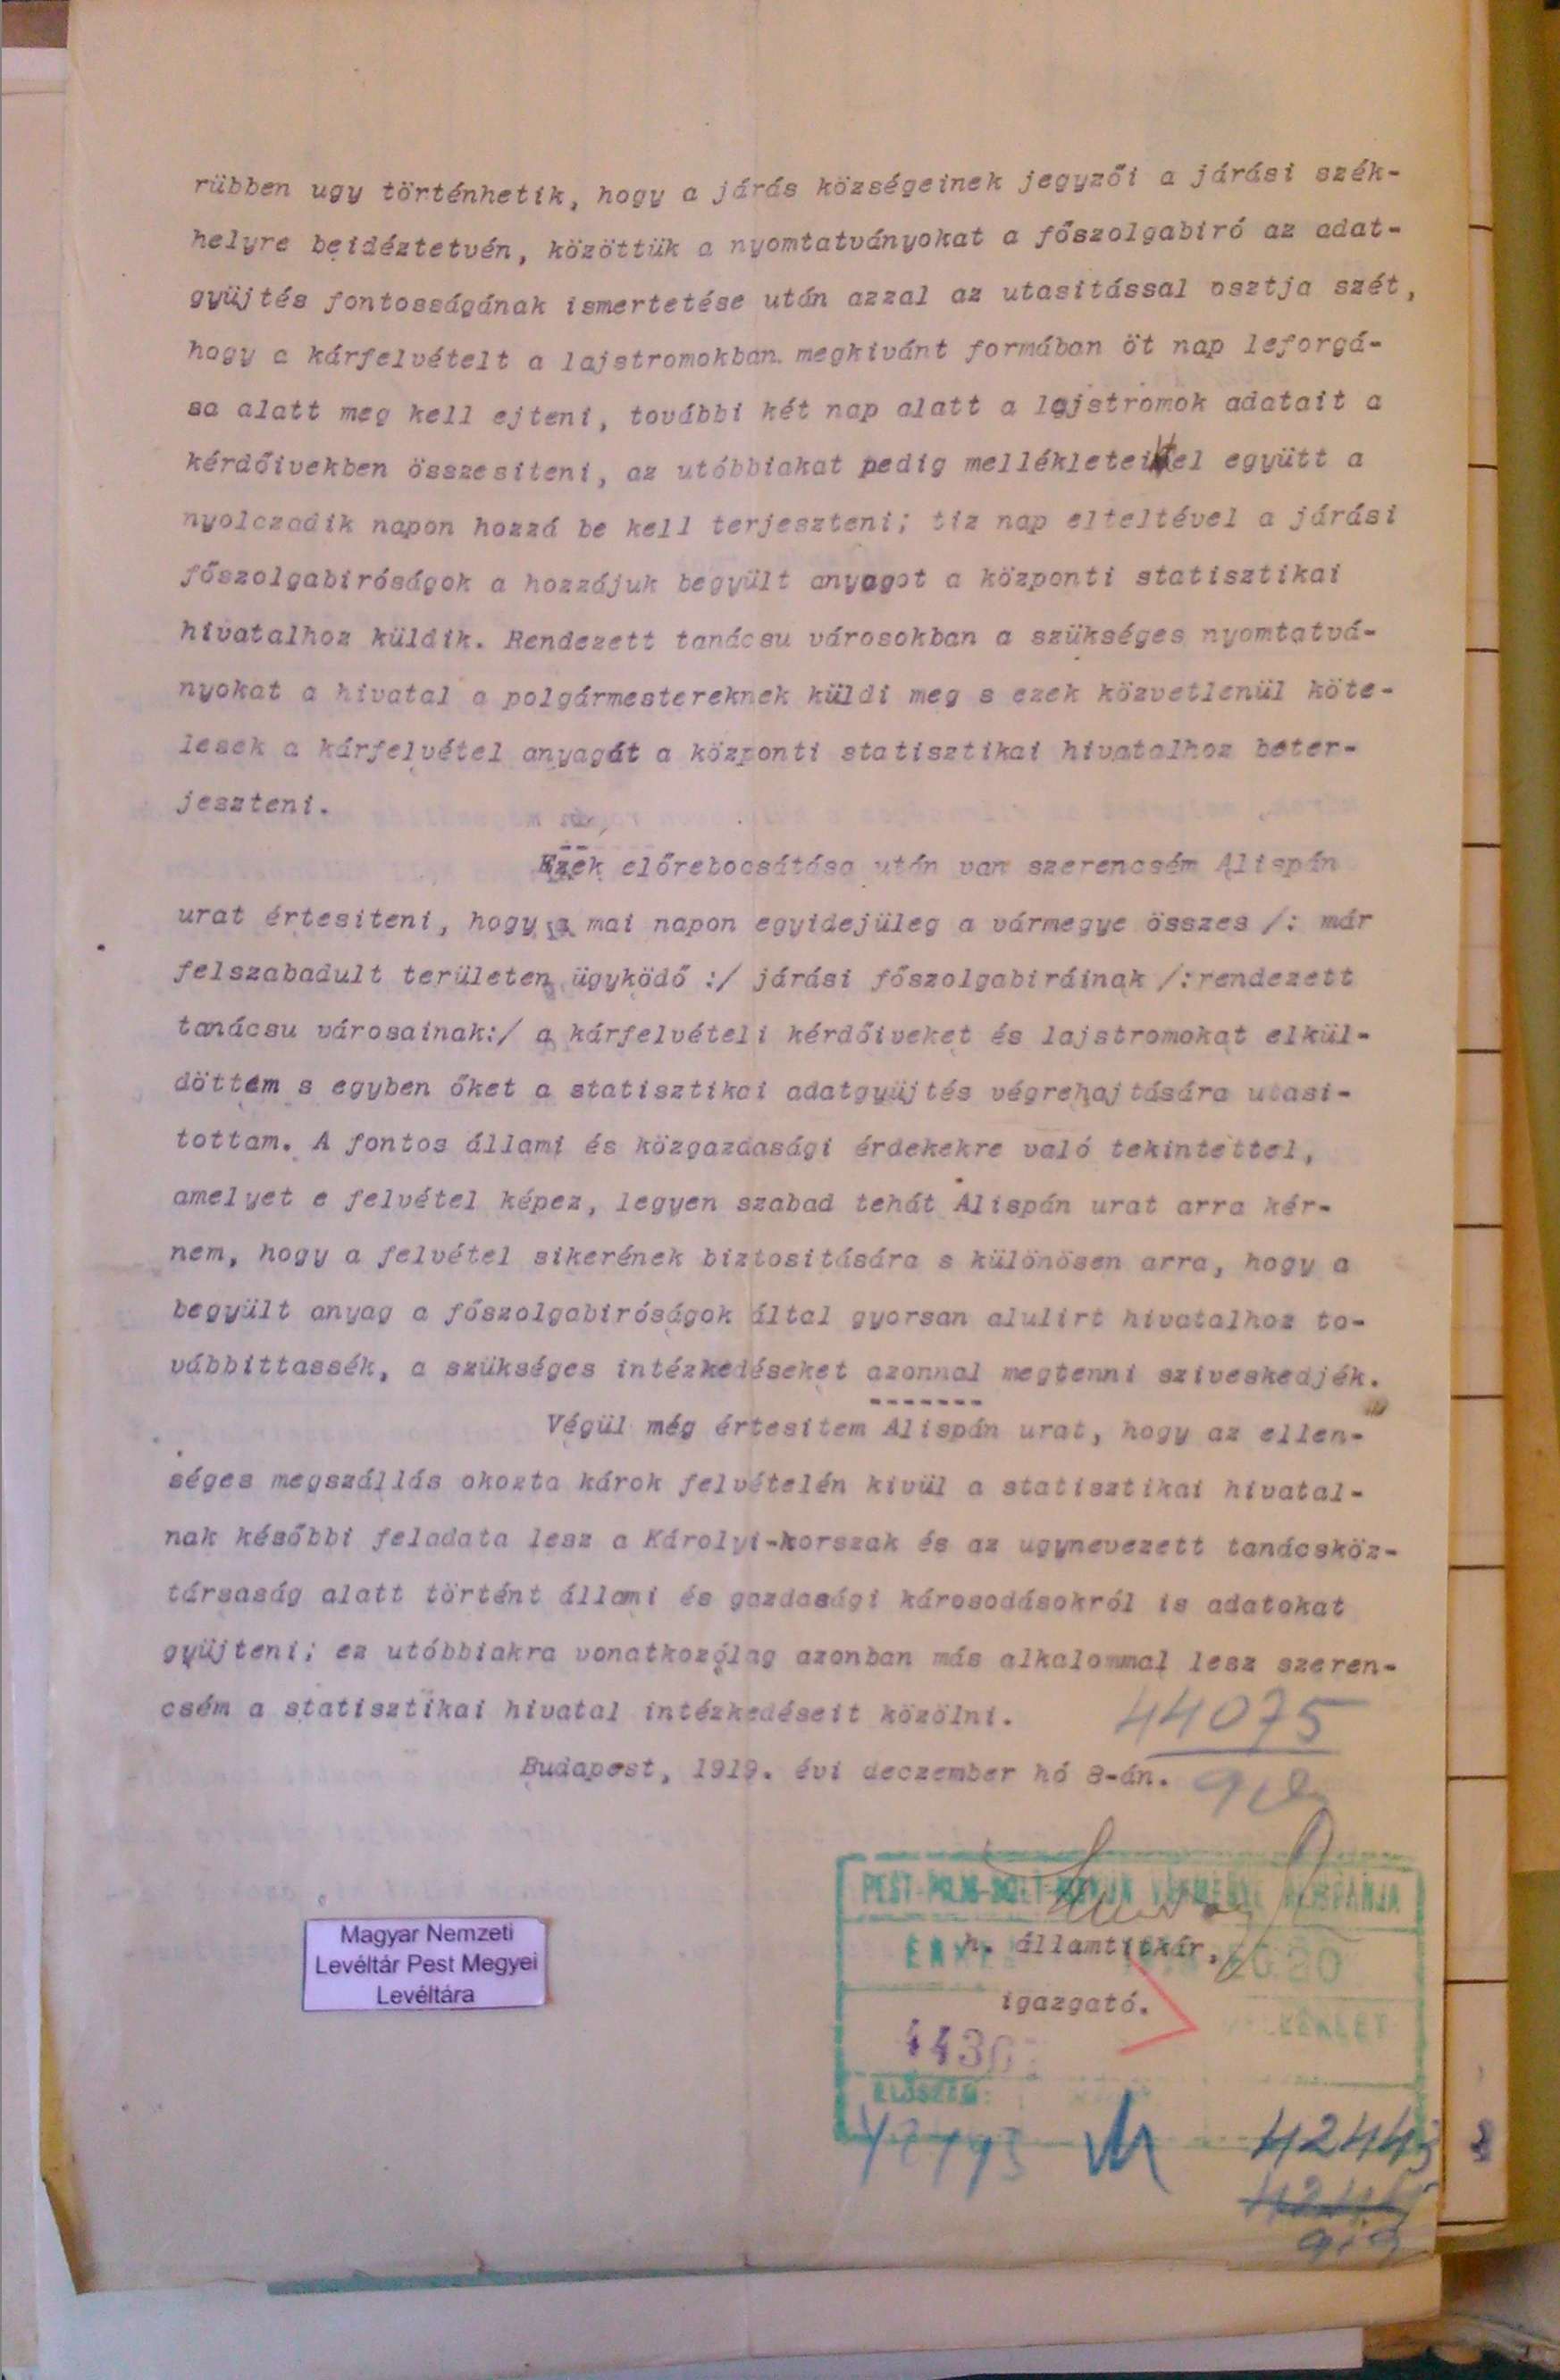 rübben ugy történhetik, hogy a járás községeinek jegyzői a járási szék-
helyre beidéztetvén, közöttük a nyomtatványokat a főszolgabiró az adat-
gyüjtés fontosságának ismertetése után azzal az utasitással osztja szét,
hogy a kárfelvételt a lajstromokban megkivánt formában öt nap leforgá-
sa alatt meg kell ejteni, további két nap alatt a lajstromok adatait a
kérdőivekben összesiteni, az utóbbiakat pedig mellékleteikkel együtt a
nyolczadik napon hozzá be kell terjeszteni; tiz nap elteltével a járási
főszolgabiróságok a hozzájuk begyült anyagot a központi statisztikai
hivatalhoz küldik. Rendezett tanácsu városokban a szükséges nyomtatvá-
nyokat a hivatal a polgármestereknek küldi meg s ezek közvetlenül köte-
lesek a kárfelvétel anyagát a központi statisztikai hivatalhoz beter-
jeszteni.
Ezek előrebocsátása után van szerencsém Alispán
urat értesiteni, hogy a mai napon egyidejüleg a vármegye összes /: már
felszabadult területen ügyködő :/ járási főszolgabiráinak /:rendezett
tanácsu városainak:/ a kárfelvételi kérdőiveket és lajstromokat elkül-
döttem s egyben őket a statisztikai adatgyüjtés végrehajtására utasi-
tottam. A fontos állami és közgazdasági érdekekre való tekintettel,
amelyet e felvétel képez, legyen szabad tehát Alispán urat arra kér-
nem, hogy a felvétel sikerének biztositására s különösen arra, hogy a
begyült anyag a főszolgabiróságok által gyorsan alulirt hivatalhoz to-
vábbittassék, a szükséges intézkedéseket azonnal megtenni sziveskedjék.
Végül még értesitem Alispán urat, hogy az ellen-
séges megszállás okozta károk felvételén kivül a statisztikai hivatal-
nak későbbi feladata lesz a Károlyi-korszak és az ugynevezett tanácsköz-
társaság alatt történt állami és gazdasági károsodásokról is adatokat
gyüjteni; ez utóbbiakra vonatkozólag azonban más alkalommal lesz szeren-
csém a statisztikai hivatal intézkedéseit közölni.
44075
Budapest, 1919. évi deczember hó 8-án.
PEST-PILIS-SOLT-KISKUN VÁRMEGYE ALISPÁNJA
h. államtitkár,
igazgató.
ELŐSZÁM:
42443
Magyar Nemzeti
Levéltár Pest Megyei
Levéltára